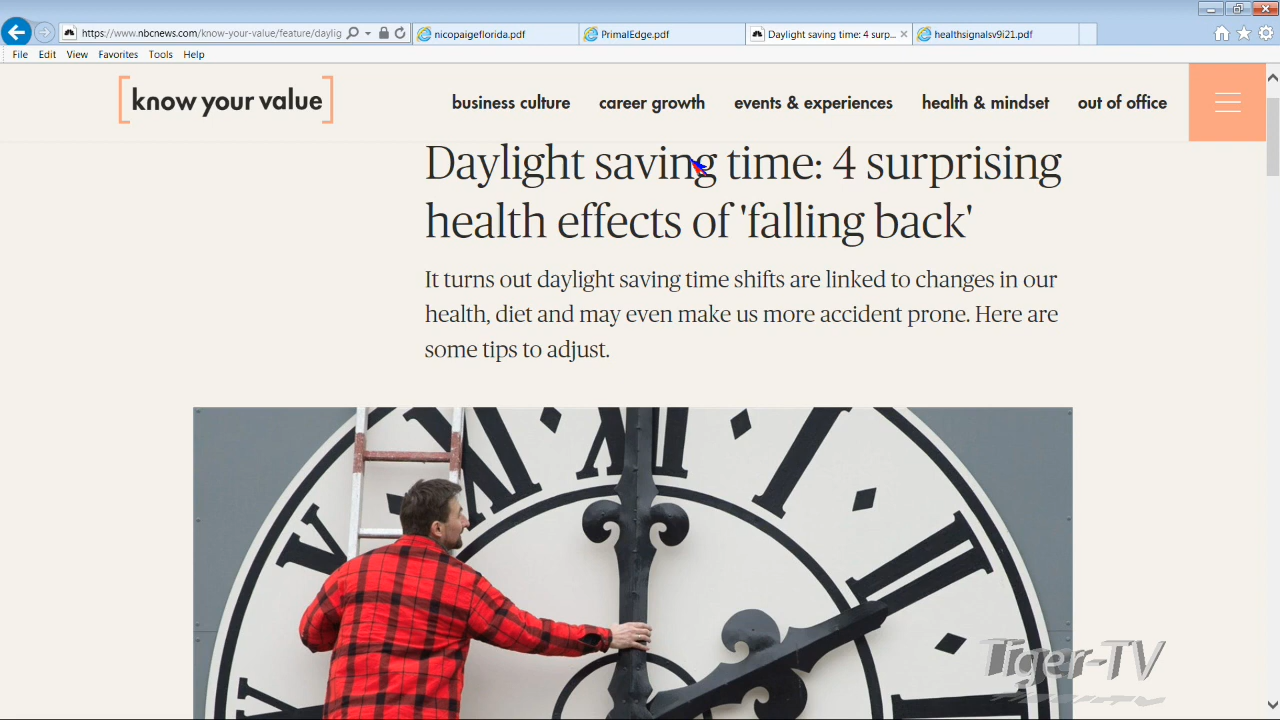 https://www.nbcnews.com/know-your-value/feature/daylig
nicopaigeflorida.pdf
PrimalEdge.pdf
Daylight saving time: 4 surp...
healthsignalsv9i21.pdf
File Edit View Favorites Tools Help
know your value
business culture career growth events & experiences health & mindset out of office
Daylight saving time: 4 surprising
health effects of 'falling back'
It turns out daylight saving time shifts are linked to changes in our
health, diet and may even make us more accident prone. Here are
some tips to adjust.
Tiger-TV